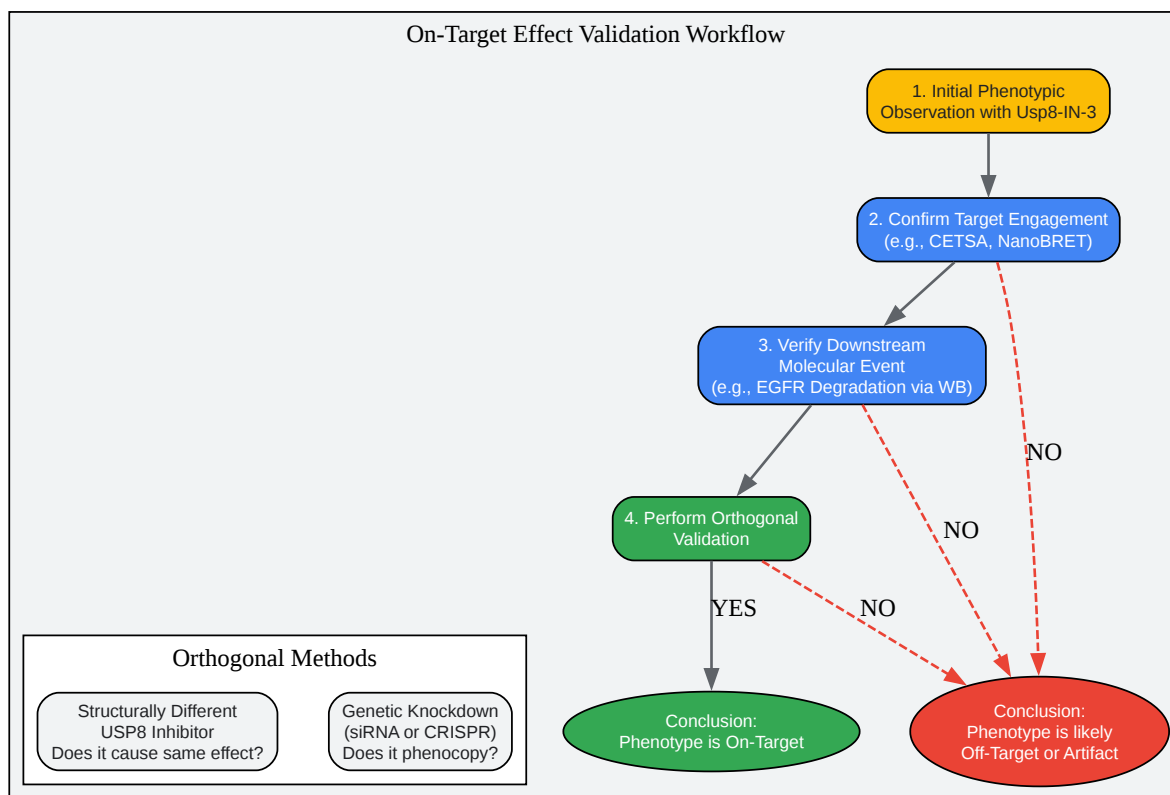 On-Target Effect Validation Workflow
1. Initial Phenotypic
Observation with Usp8-IN-3
2. Confirm Target Engagement
(e.g., CETSA, NanoBRET)
3. Verify Downstream
Molecular Event
(e.g., EGFR Degradation via WB)
NO
NO
4. Perform Orthogonal
Validation
YES
NO
Orthogonal Methods
Structurally Different
USP8 Inhibitor
Does it cause same effect?
Genetic Knockdown
(siRNA or CRISPR)
Does it phenocopy?
Conclusion:
Phenotype is On-Target
Conclusion:
Phenotype is likely
Off-Target or Artifact